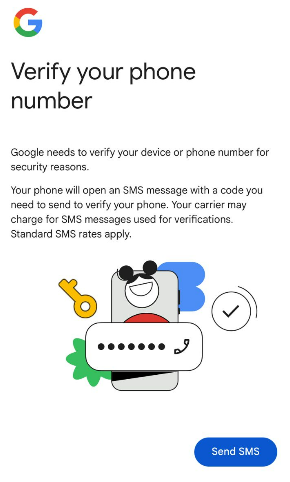 Verify your phone
number
Google needs to verify your device or phone number for
security reasons.
Your phone will open an SMS message with a code you
need to send to verify your phone. Your carrier may
charge for SMS messages used for verifications.
Standard SMS rates apply.
Send SMS